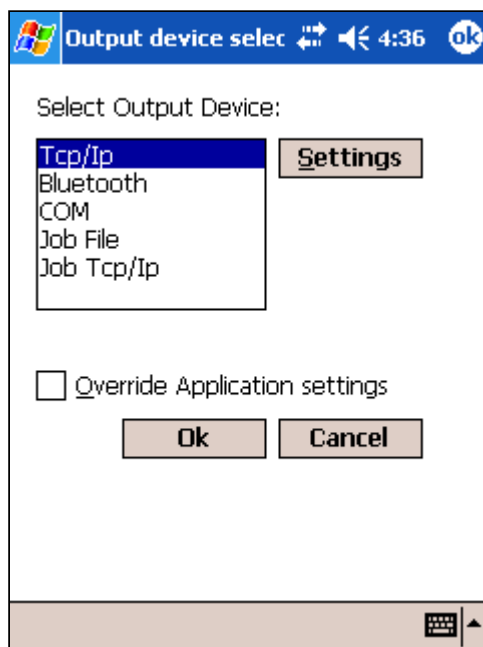 Output device selec 4:36 ok
Select Output Device:
Tcp/Ip Settings
Bluetooth
COM
Job File
Job Tcp/Ip
Override Application settings
Ok Cancel